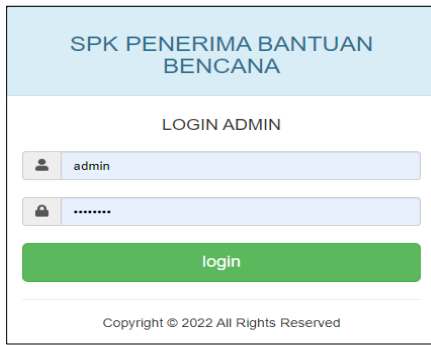 SPK PENERIMA BANTUAN
BENCANA
LOGIN ADMIN
admin
••••••••
login
Copyright © 2022 All Rights Reserved